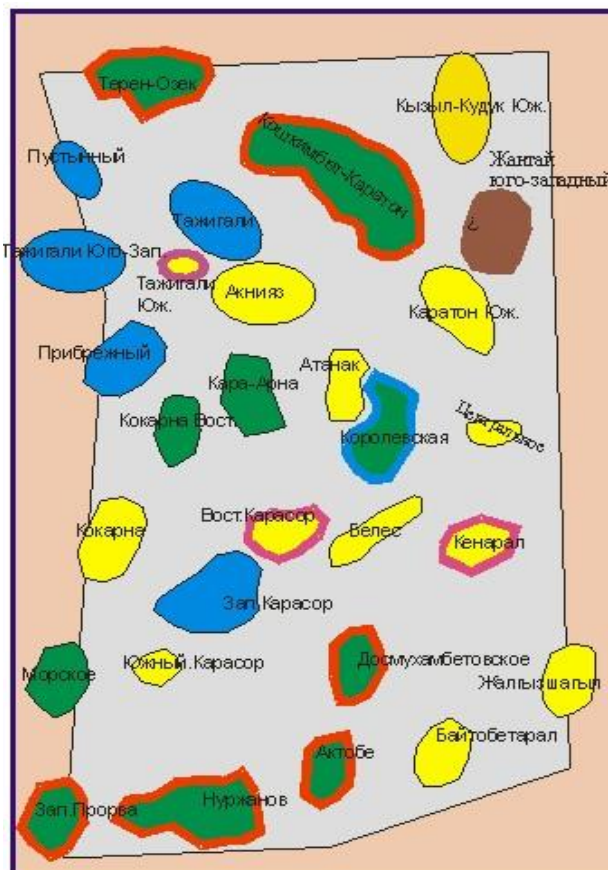 Терен-Озек
Кызыл-Кудук Юж.
Кошкимбет-Каратон
Пустынный
Жантай
юго-западный
Тажигали
Тажигали Юго-Зап.
Тажигали
Юж.
Акнияз
Каратон Юж.
Прибрежный
Атанак
Кара-Арна
Кокарна Вост.
Королевская
Центральное
Кокарна
Вост.Карасор
Белес
Кенарал
Зап.Карасор
Морское
Южный.Карасор
Досмухамбетовское
Жалгызшагыл
Байтобетарал
Актобе
Зап.Прорва
Нуржанов